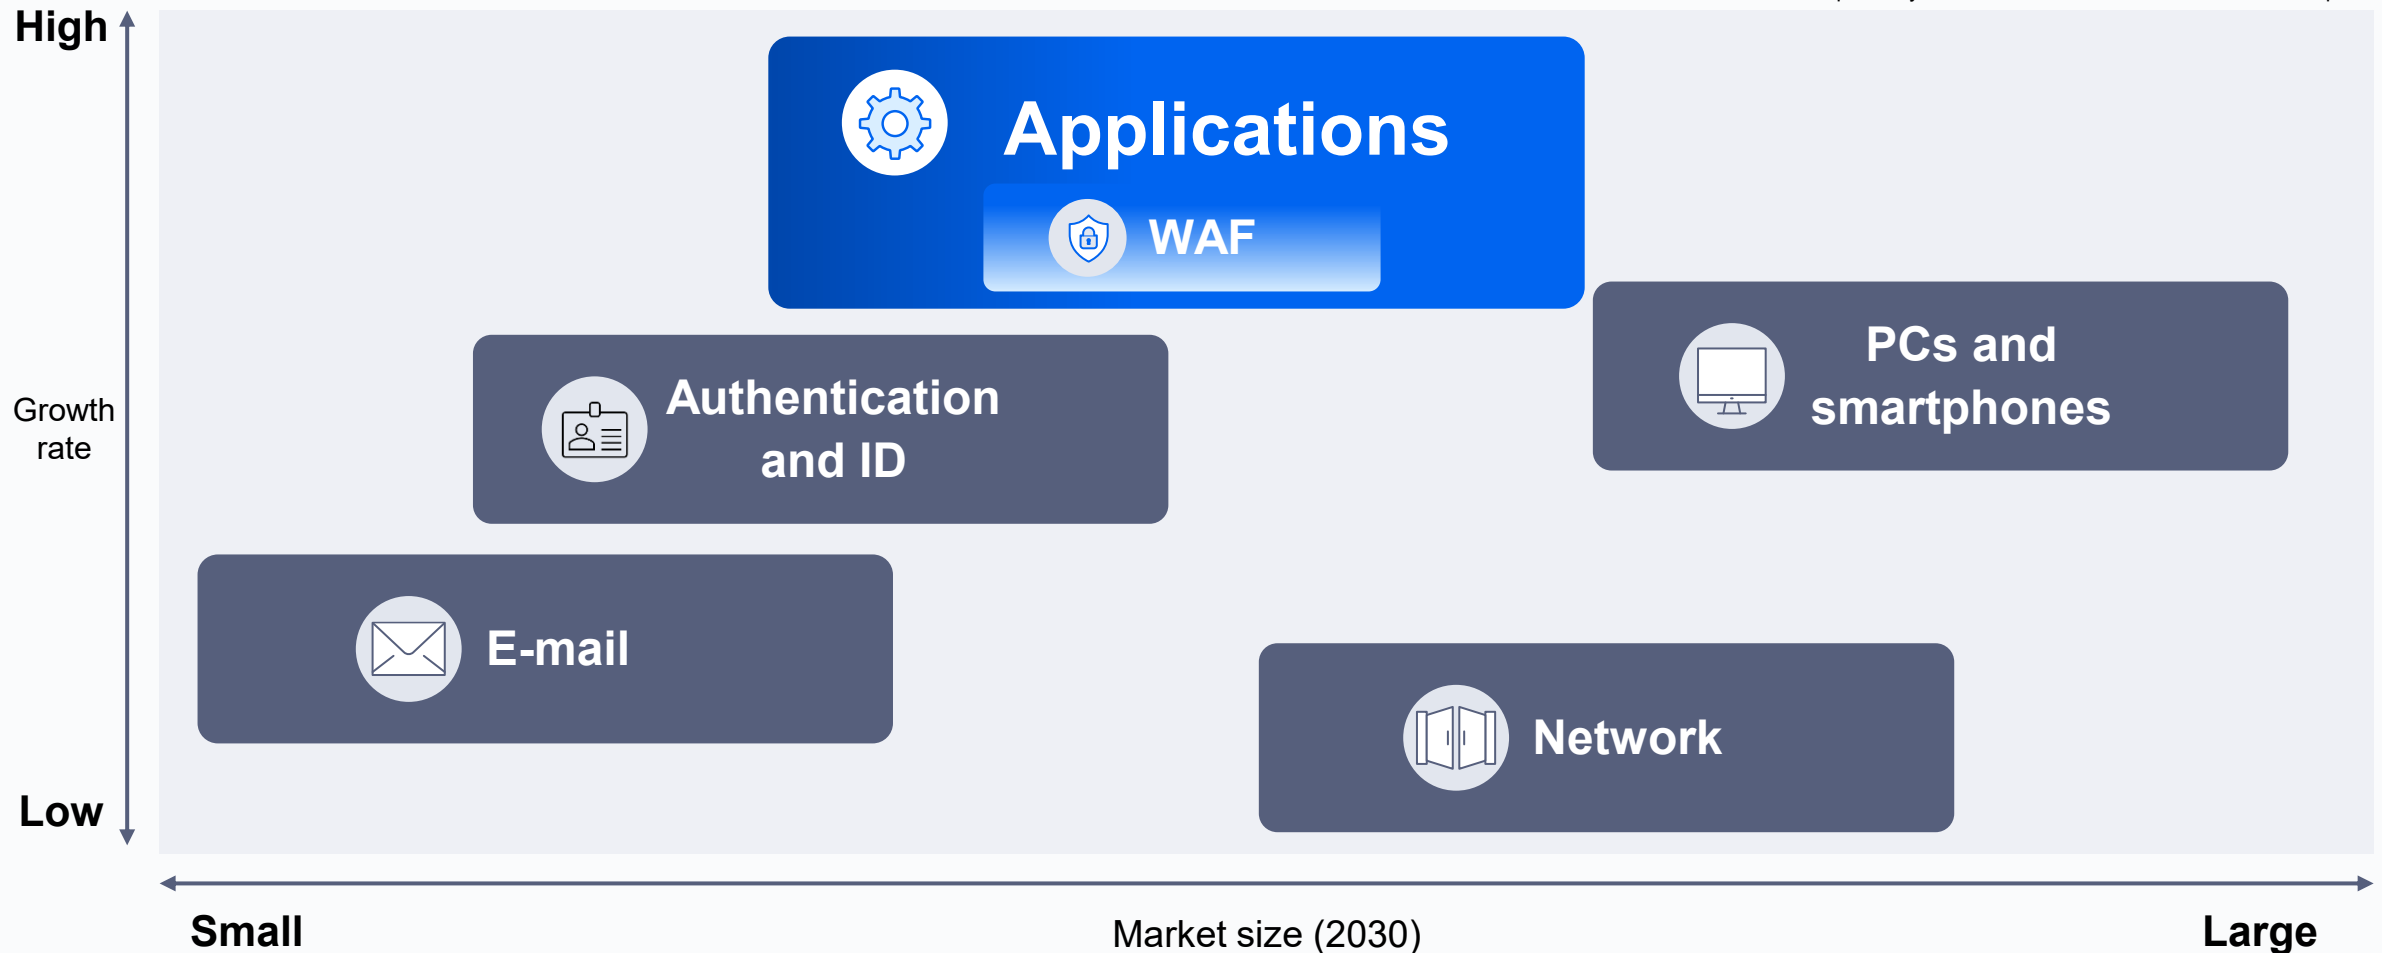 High
Applications
WAF
PCs and
smartphones
Authentication
and ID
Growth
rate
E-mail
Network
Low
Small
Market size (2030)
Large